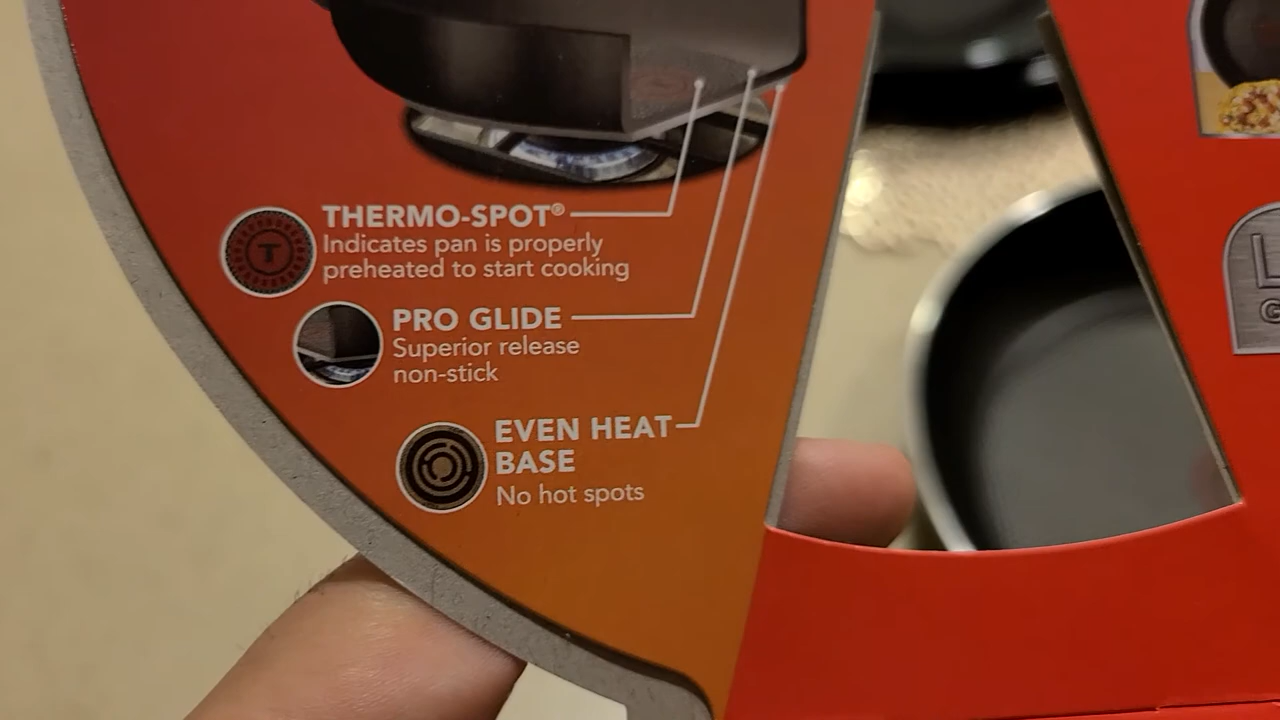 THERMO-SPOT®
Indicates pan is properly
preheated to start cooking
T
PRO GLIDE
Superior release
non-stick
EVEN HEAT
BASE
No hot spots